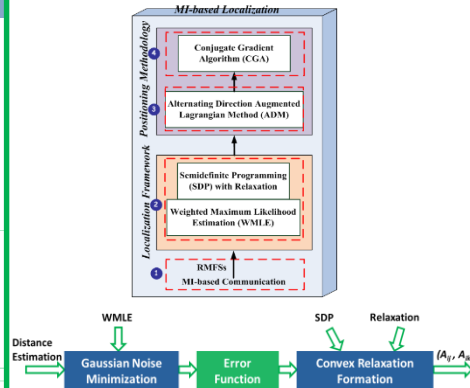 MI-based Localization
Positioning Methodology
4
Conjugate Gradient
Algorithm (CGA)
3
Alternating Direction Augmented
Lagrangian Method (ADM)
Localization Framework
2
Semidefinite Programming
(SDP) with Relaxation
Weighted Maximum Likelihood
Estimation (WMLE)
1
RMFSs
MI-based Communication
WMLE
SDP
Relaxation
Distance
Estimation
Gaussian Noise
Minimization
Error
Function
Convex Relaxation
Formation